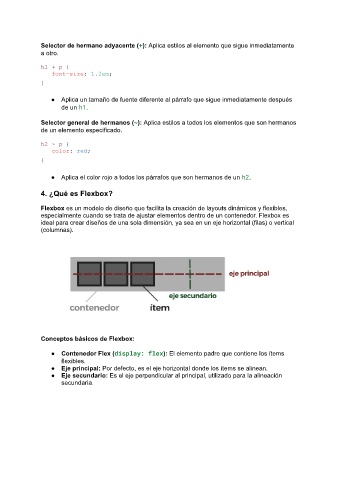 Selector de hermano adyacente (+): Aplica estilos al elemento que sigue inmediatamente
a otro.
h1 + p {
font-size: 1.2em;
}
● Aplica un tamaño de fuente diferente al párrafo que sigue inmediatamente después
de un h1.
Selector general de hermanos (~): Aplica estilos a todos los elementos que son hermanos
de un elemento especificado.
h2 ~ p {
color: red;
}
● Aplica el color rojo a todos los párrafos que son hermanos de un h2.
4. ¿Qué es Flexbox?
Flexbox es un modelo de diseño que facilita la creación de layouts dinámicos y flexibles,
especialmente cuando se trata de ajustar elementos dentro de un contenedor. Flexbox es
ideal para crear diseños de una sola dimensión, ya sea en un eje horizontal (filas) o vertical
(columnas).
eje principal
eje secundario
contenedor
ítem
Conceptos básicos de Flexbox:
● Contenedor Flex (display: flex): El elemento padre que contiene los ítems
flexibles.
● Eje principal: Por defecto, es el eje horizontal donde los ítems se alinean.
● Eje secundario: Es el eje perpendicular al principal, utilizado para la alineación
secundaria.